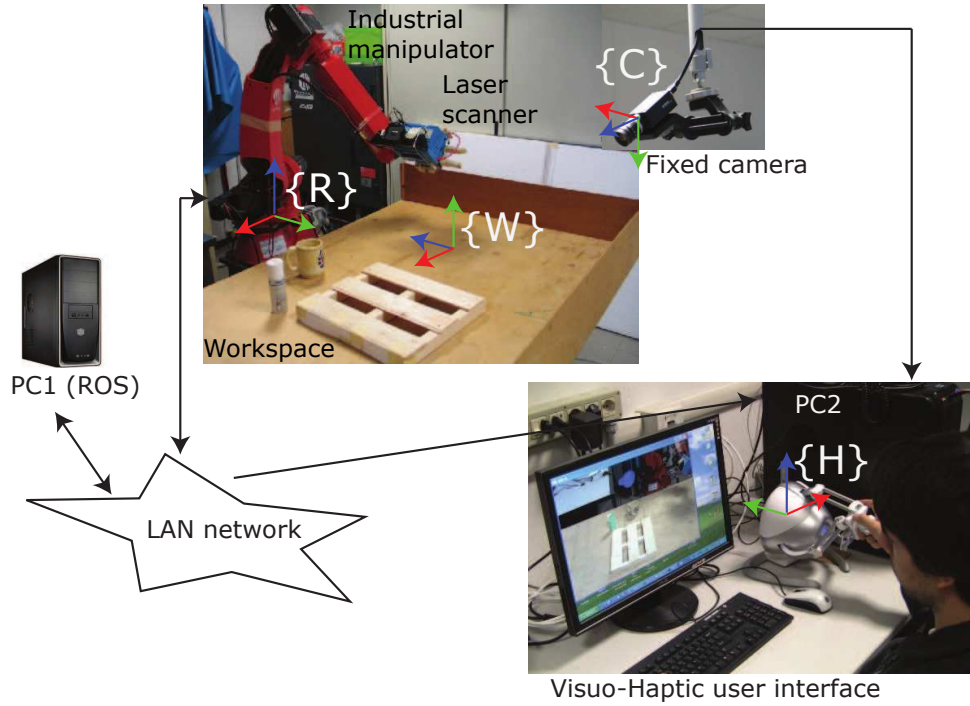 Industrial
manipulator
Laser
scanner
{C}
Fixed camera
{R}
{W}
Workspace
PC1 (ROS)
LAN network
PC2
{H}
Visuo-Haptic user interface